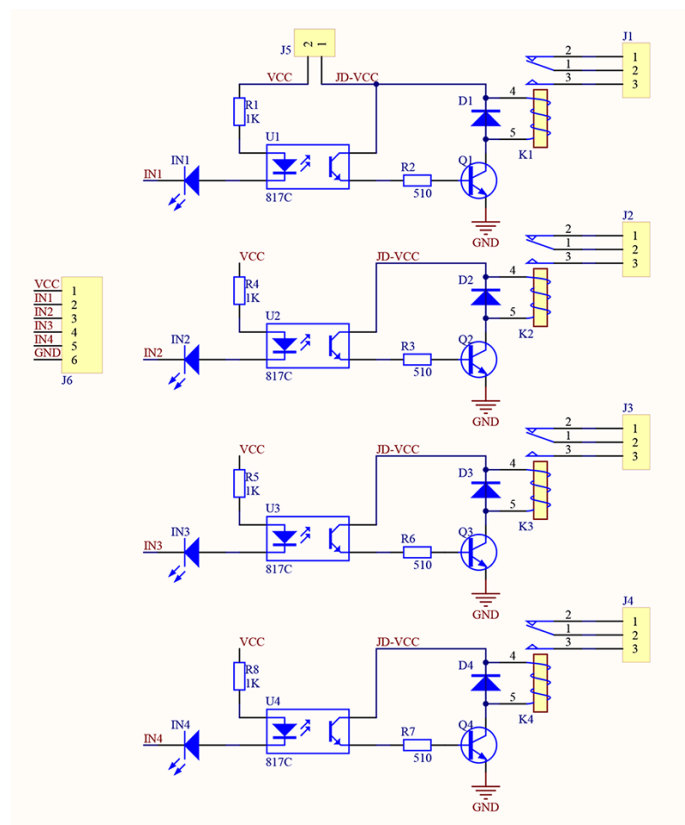 J5
2 1
VCC JD-VCC
R1
1K
U1
IN1 IN1
817C
R2
510
Q1
D1
4
5
K1
GND
J1
2 1
1 2
3 3
VCC
R4
1K
U2
IN2 IN2
817C
JD-VCC
R3
510
Q2
D2
4
5
K2
GND
J2
2 1
1 2
3 3
VCC 1
IN1 2
IN2 3
IN3 4
IN4 5
GND 6
J6
VCC
R5
1K
U3
IN3 IN3
817C
JD-VCC
R6
510
Q3
D3
4
5
K3
GND
J3
2 1
1 2
3 3
VCC
R8
1K
U4
IN4 IN4
817C
JD-VCC
R7
510
Q4
D4
4
5
K4
GND
J4
2 1
1 2
3 3